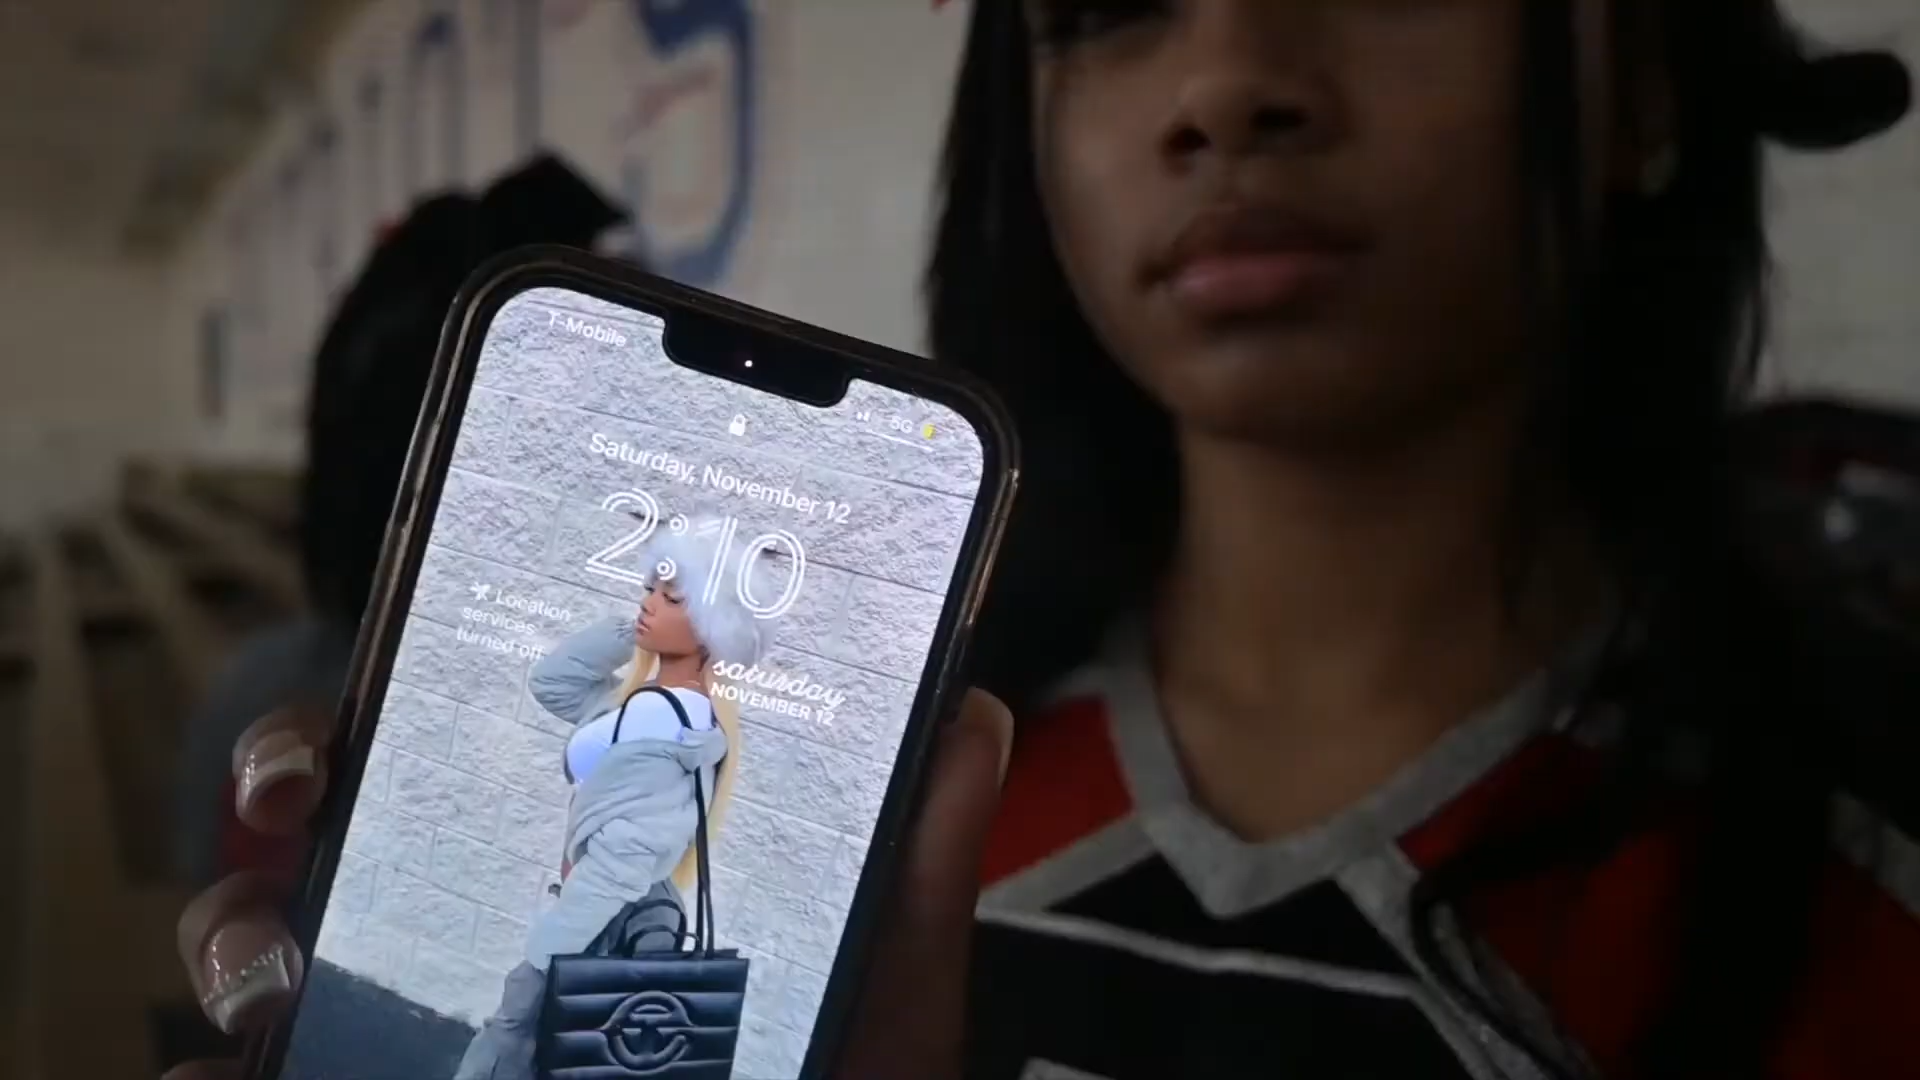 T-Mobile
5G
Saturday, November 12
2:10
Location
services
turned off
saturday
NOVEMBER 12